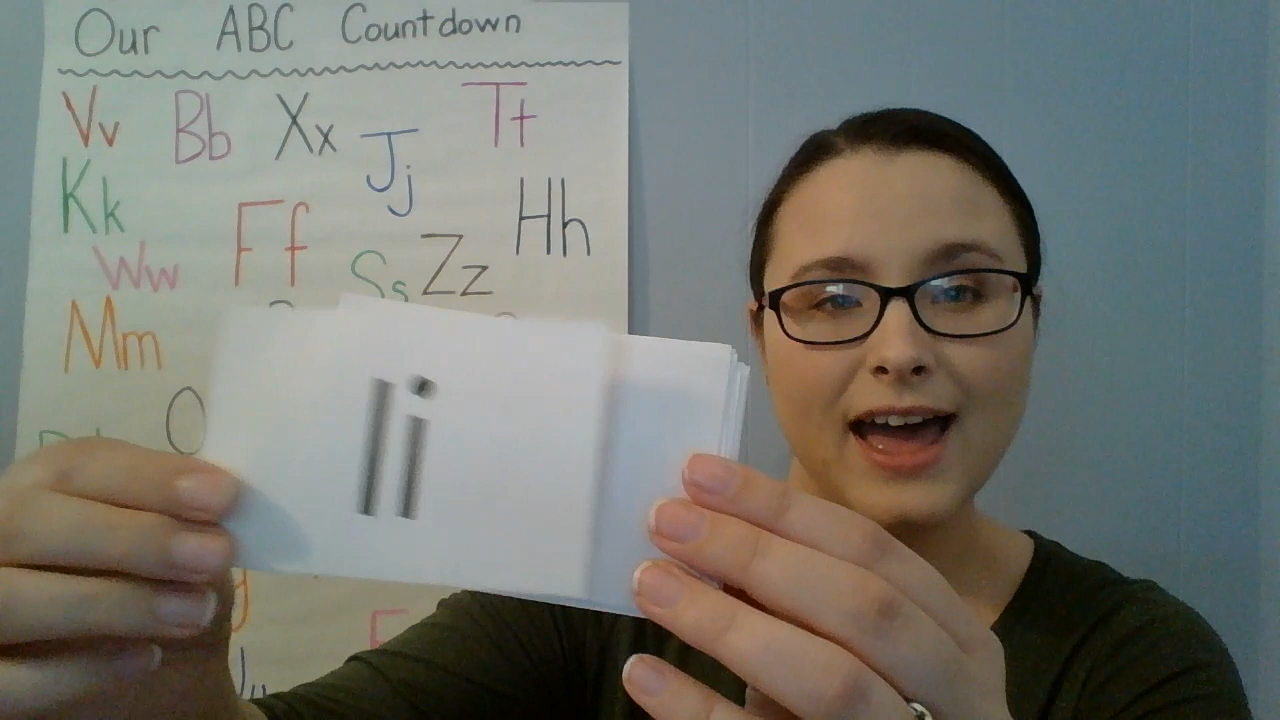 Our ABC Countdown
Vv Bb Xx Jj Tt
Kk Ff Hh
Ww Ss Zz
Mm
Ii